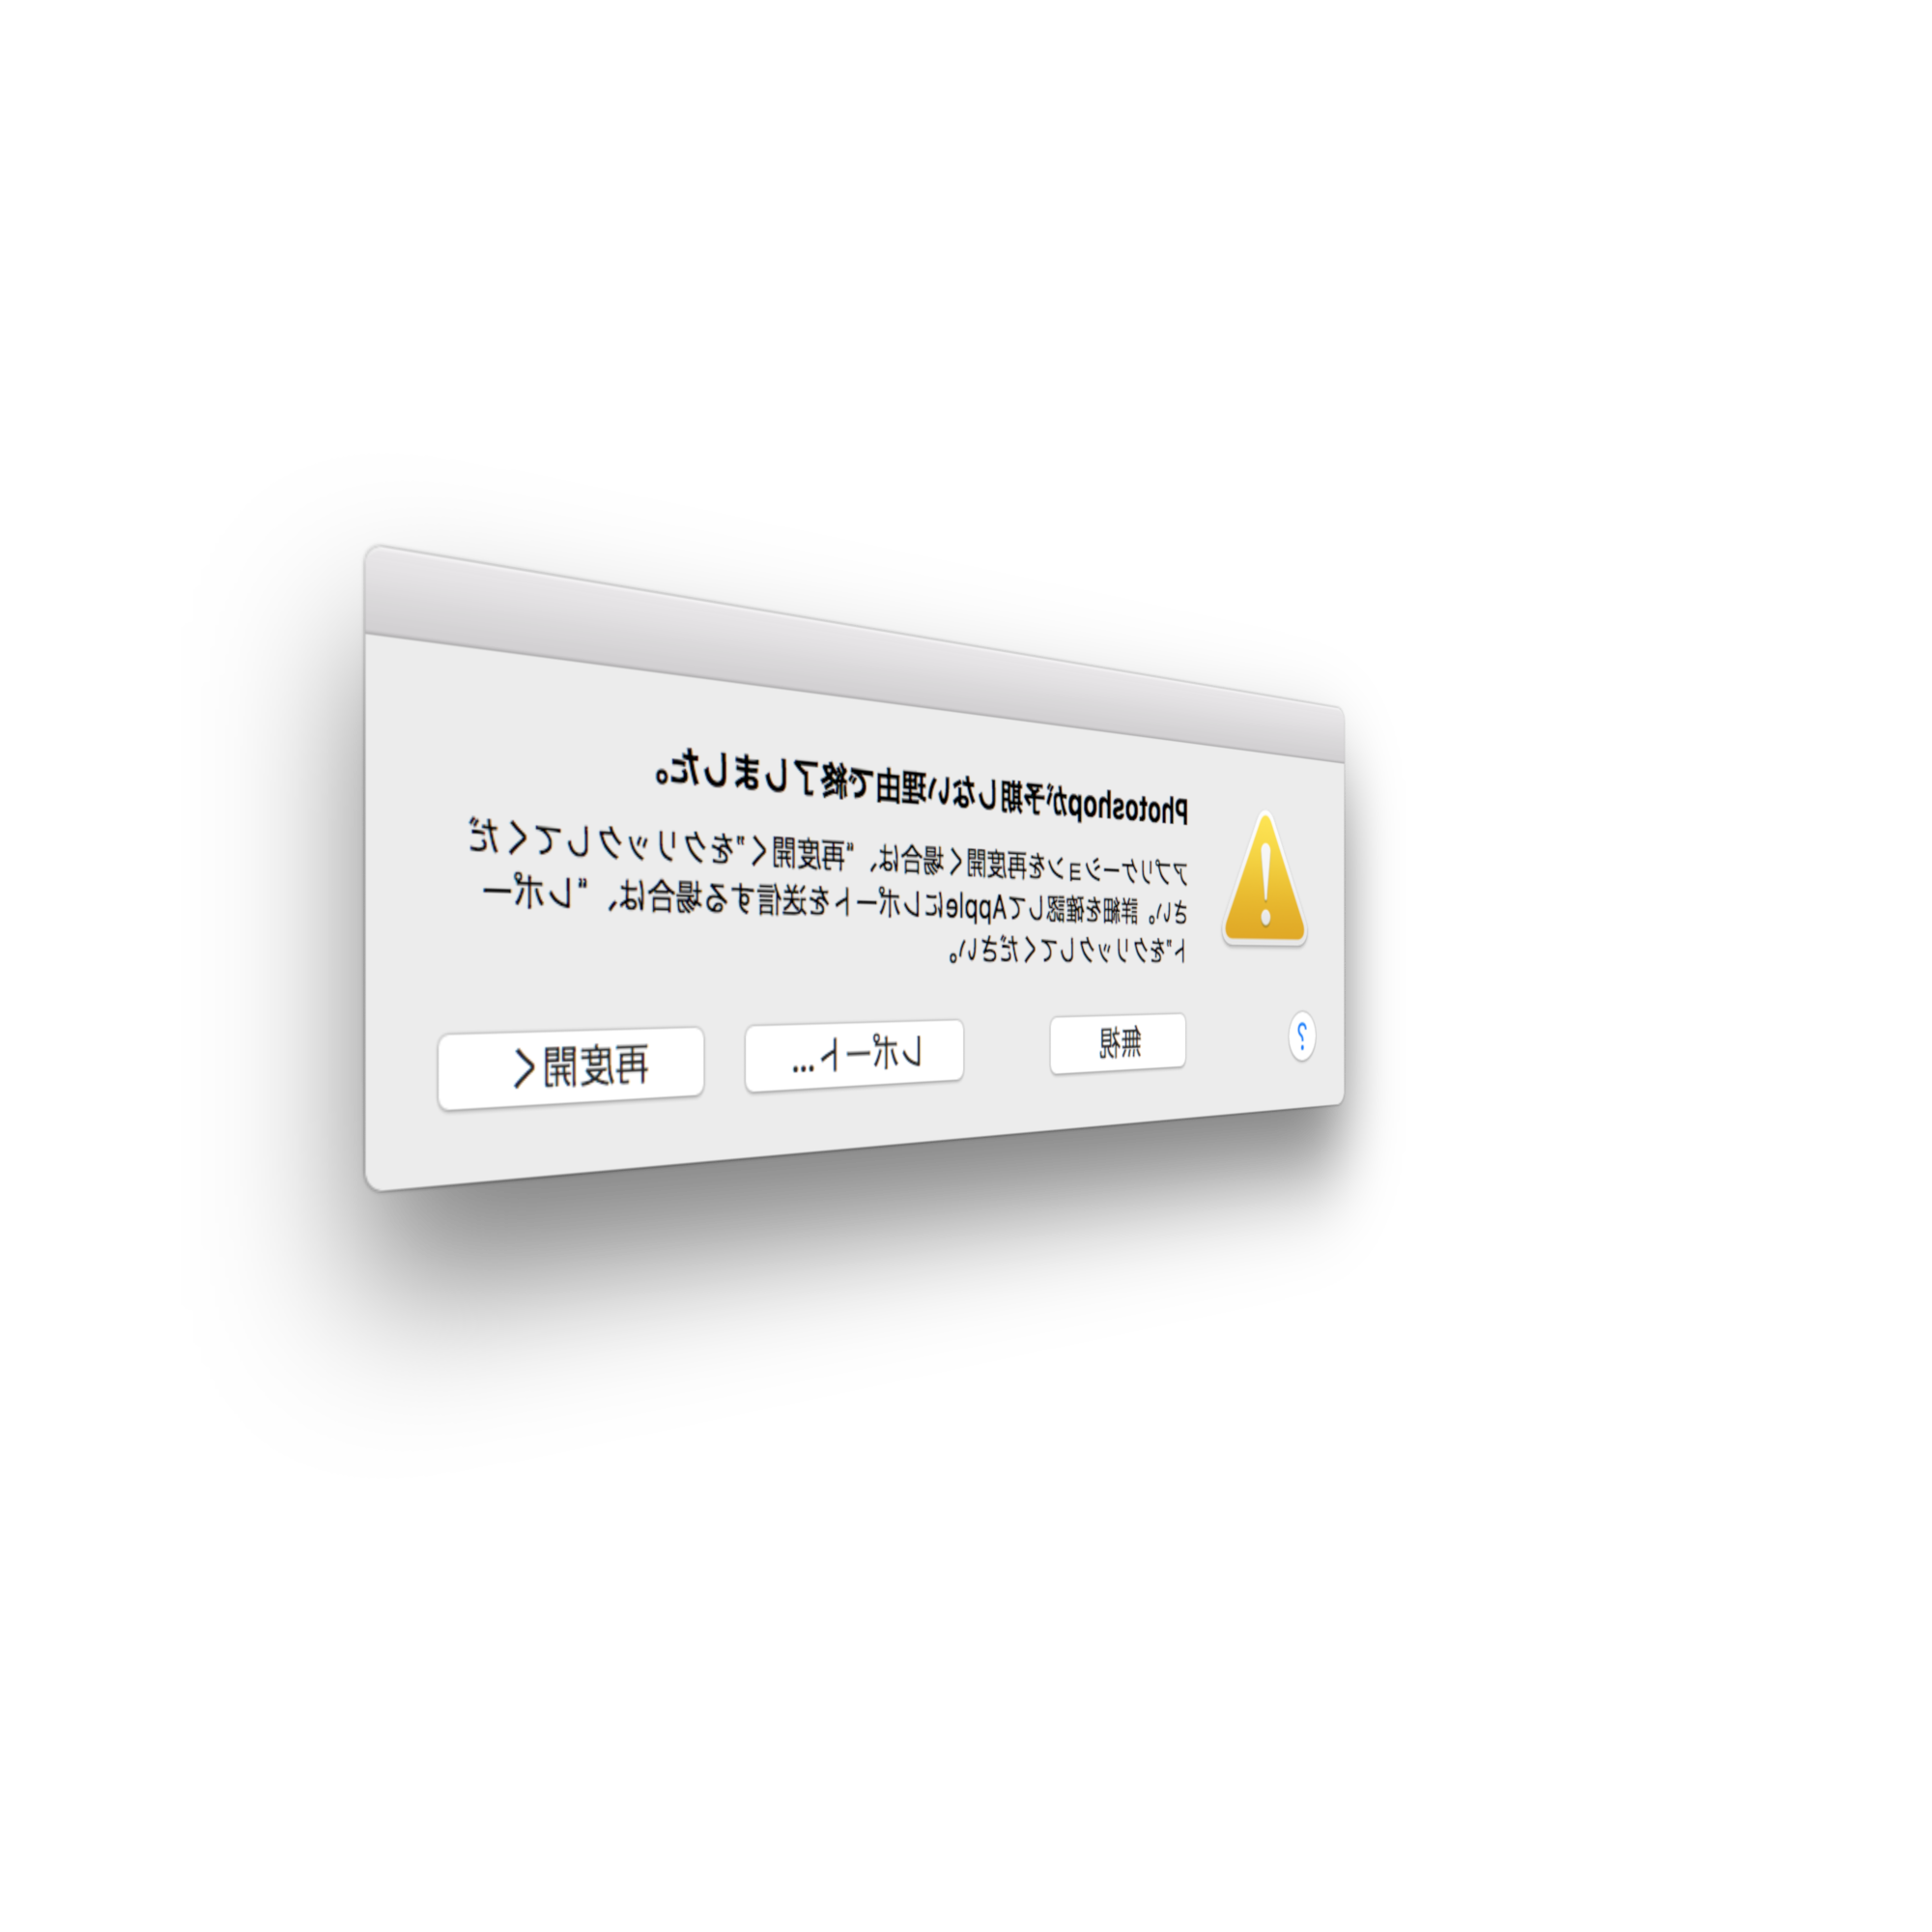 Photoshopが予期しない理由で終了しました。
アプリケーションを再度開く場合は、“再度開く”をクリックしてくだ
さい。詳細を確認してAppleにレポートを送信する場合は、“レポー
ト”をクリックしてください。
?
無視
レポート...
再度開く